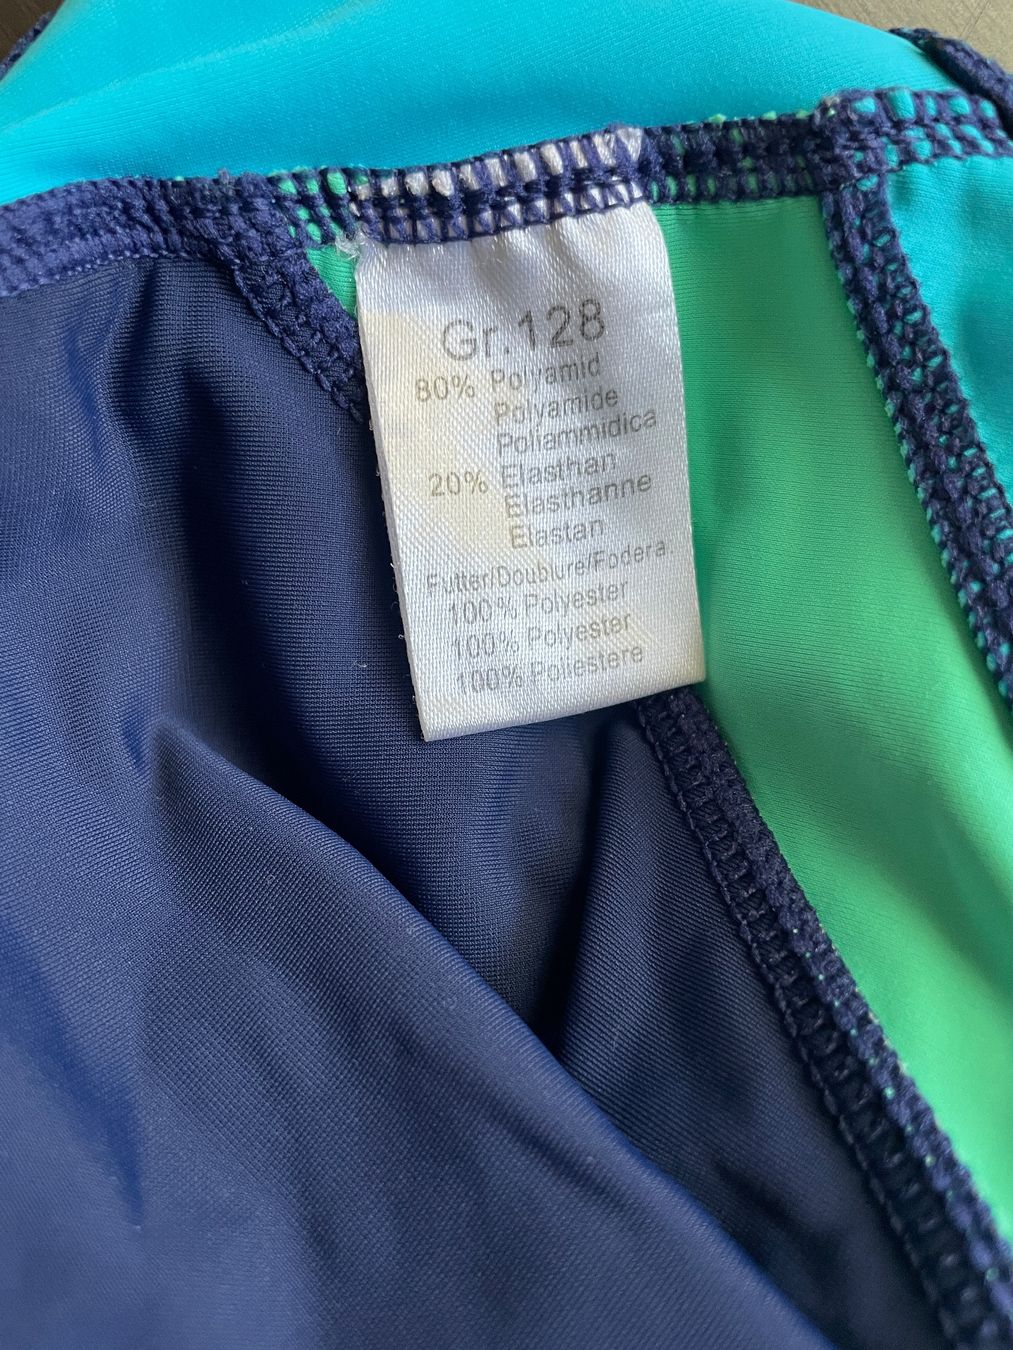 Gr.128
80% Polyamid
Polyamide
Poliammidica
20% Elasthan
Elasthanne
Elastan
Futter/Doublure/Fodera.
100% Polyester
100% Polyester
100% Poliestere